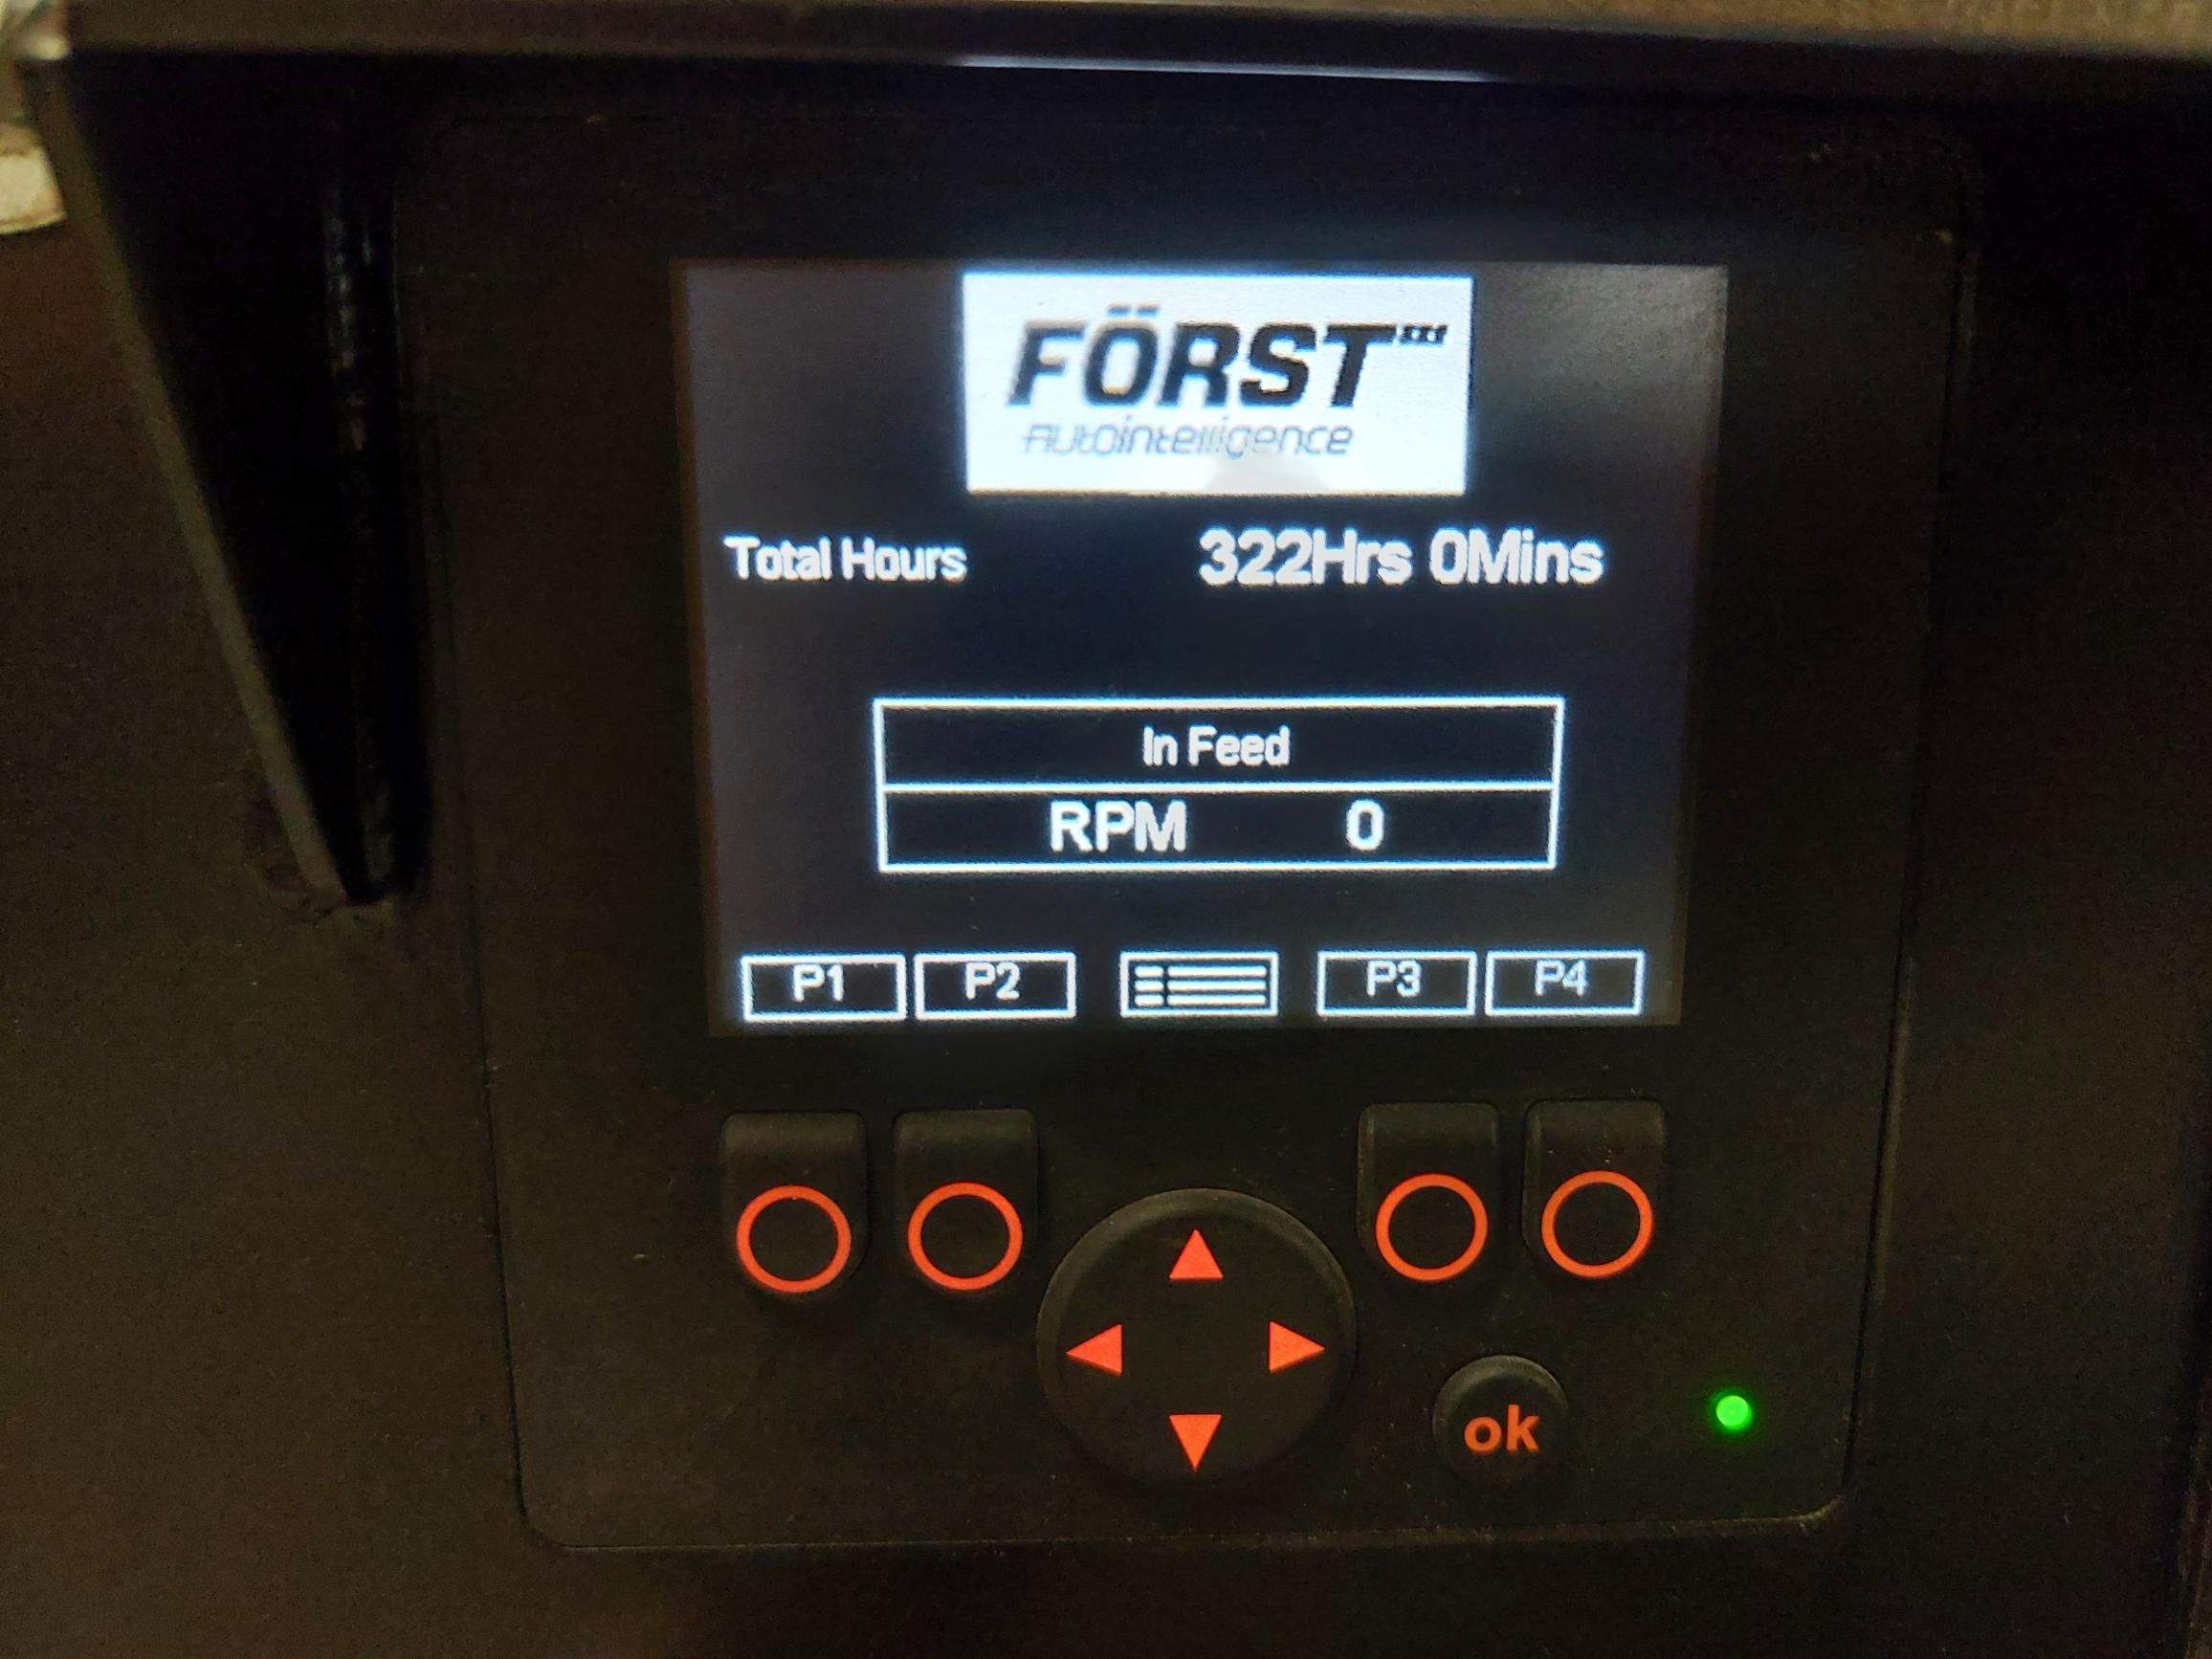 FÖRST
AutoIntelligence
Total Hours 322Hrs 0Mins
In Feed
RPM 0
P1 P2 P3 P4
ok